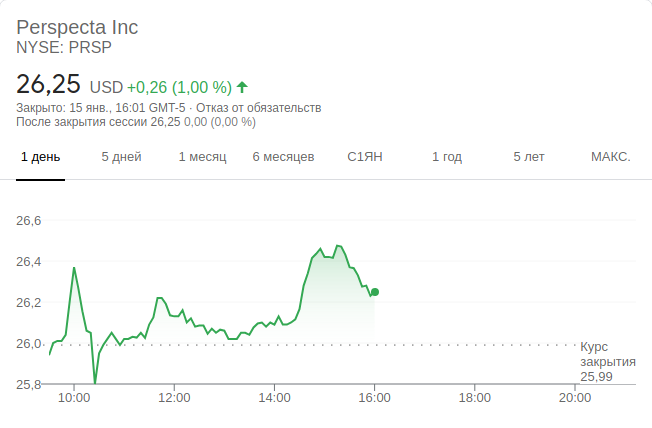 Perspecta Inc
NYSE: PRSP
26,25 USD +0,26 (1,00 %)
Закрыто: 15 янв., 16:01 GMT-5 · Отказ от обязательств
После закрытия сессии 26,25 0,00 (0,00 %)
1 день 5 дней 1 месяц 6 месяцев С1ЯН 1 год 5 лет МАКС.
26,6
26,4
26,2
26,0
25,8
Курс
закрытия
25,99
10:00 12:00 14:00 16:00 18:00 20:00